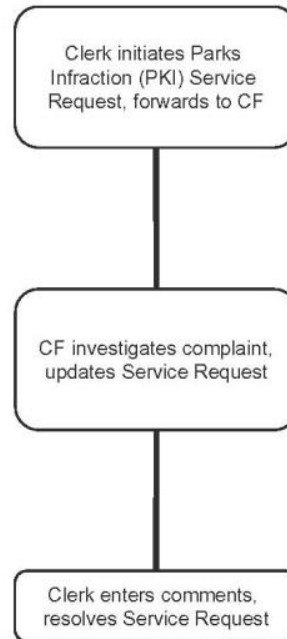 Clerk initiates Parks
Infraction (PKI) Service
Request, forwards to CF
CF investigates complaint,
updates Service Request
Clerk enters comments,
resolves Service Request